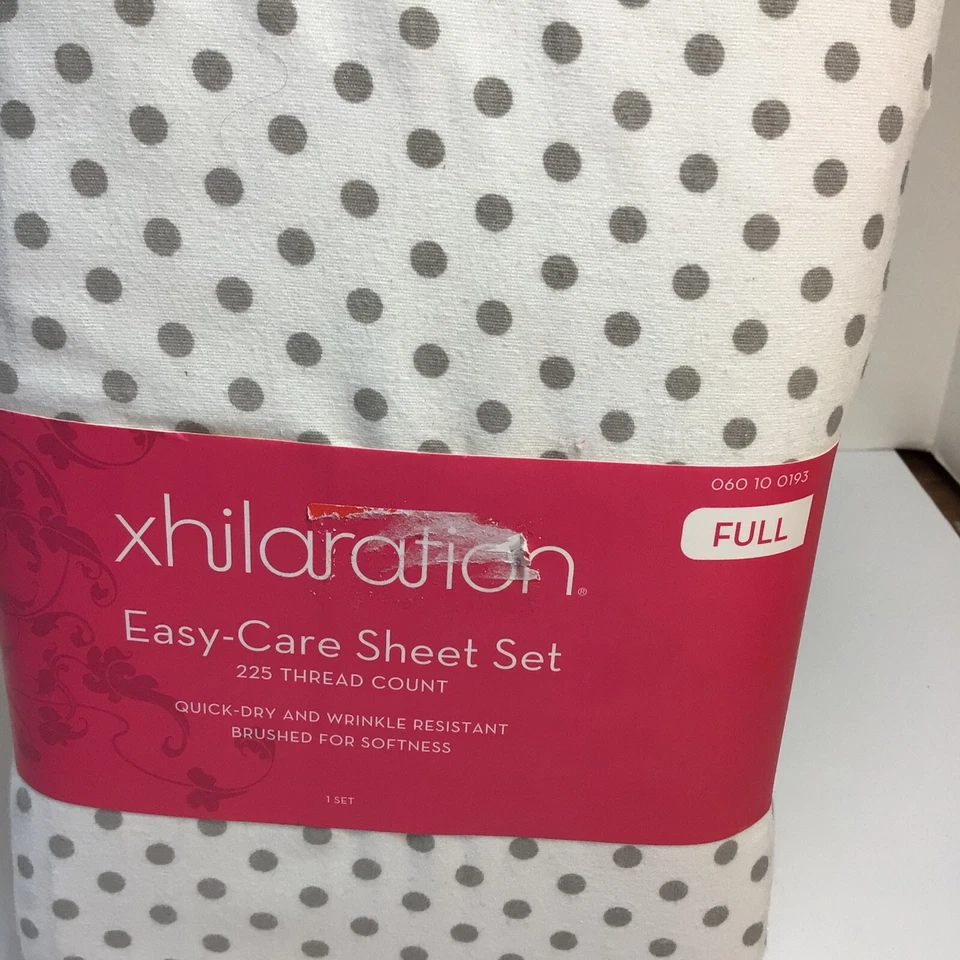 060 10 0193
FULL
xhilaration®
Easy-Care Sheet Set
225 THREAD COUNT
QUICK-DRY AND WRINKLE RESISTANT
BRUSHED FOR SOFTNESS
1 SET